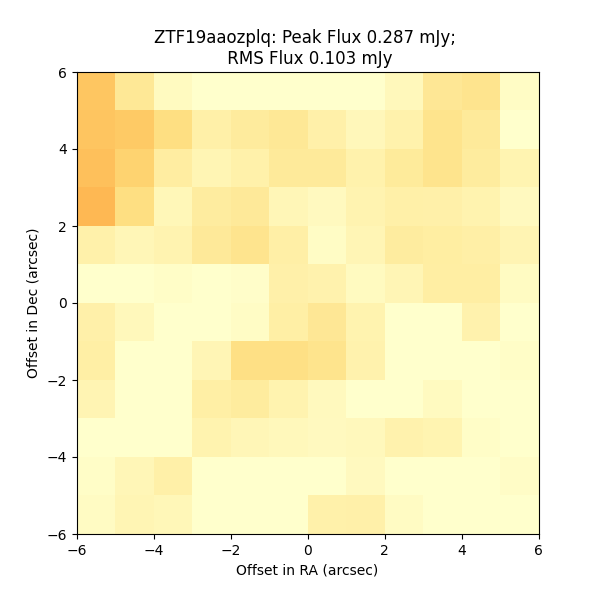 ZTF19aaozplq: Peak Flux 0.287 mJy;
RMS Flux 0.103 mJy
6
4
2
0
−2
−4
−6
Offset in Dec (arcsec)
−6 −4 −2 0 2 4 6
Offset in RA (arcsec)